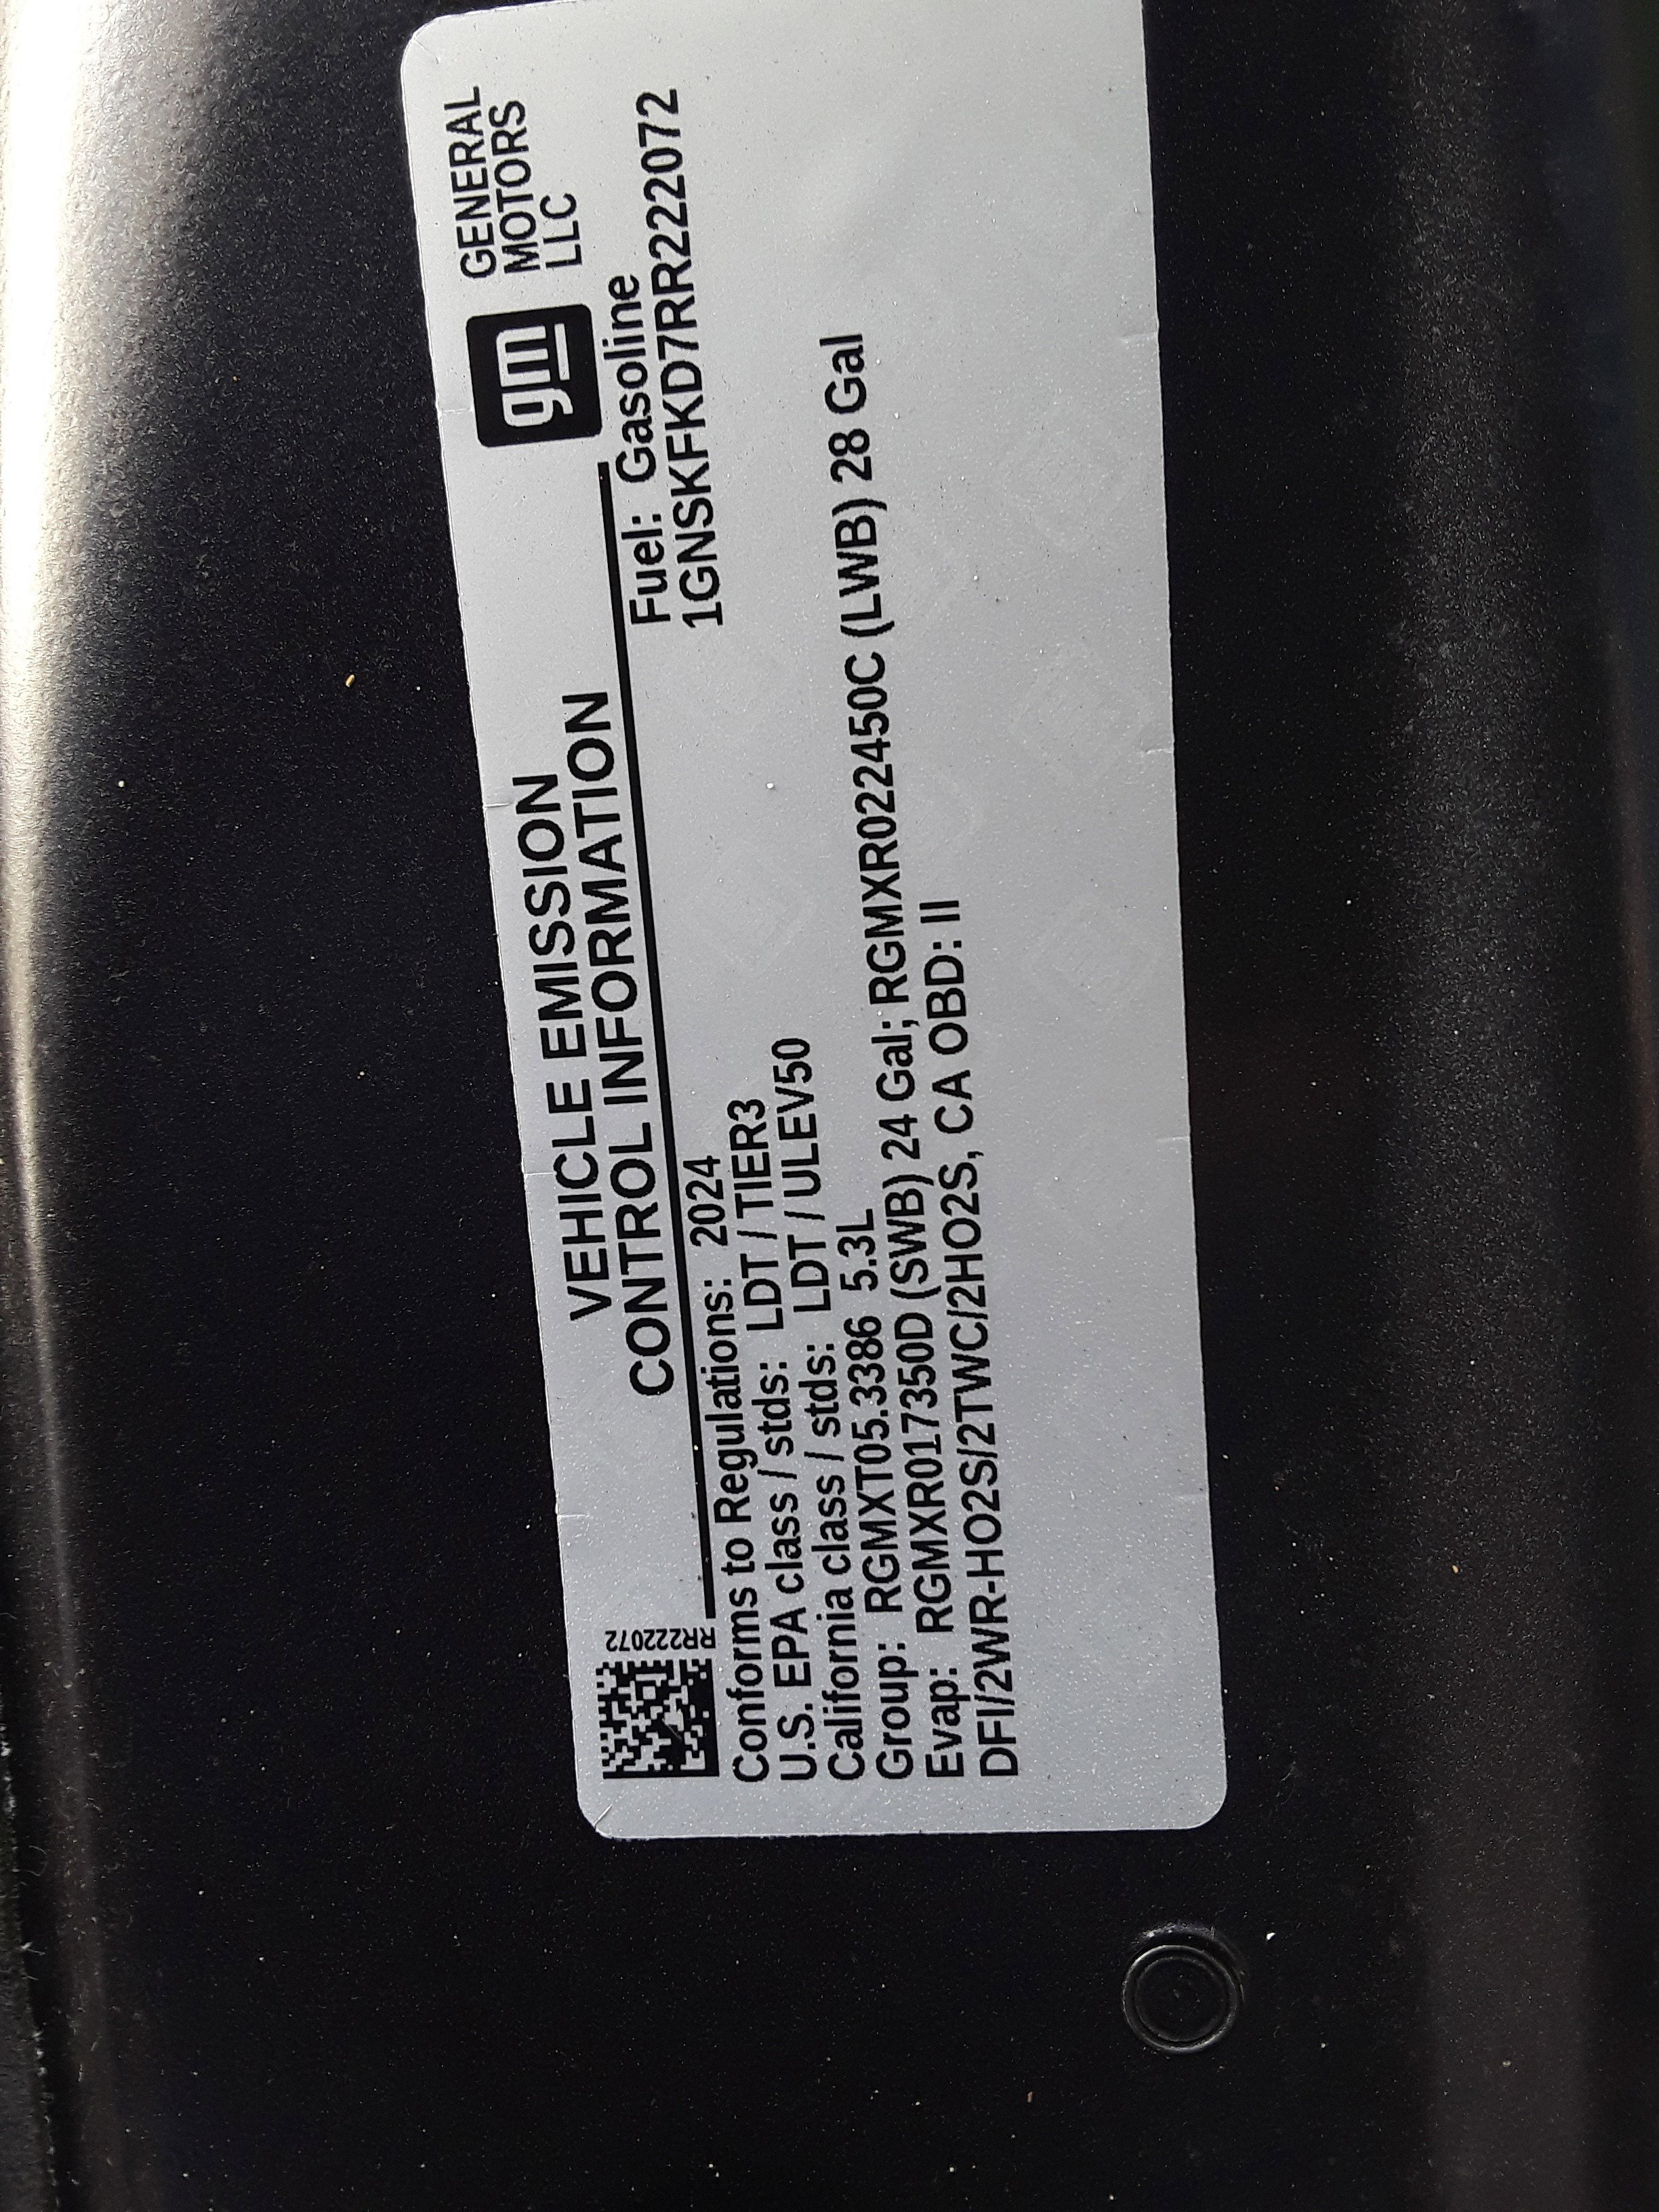 RR222072
VEHICLE EMISSION
CONTROL INFORMATION
gm
GENERAL
MOTORS
LLC
Conforms to Regulations: 2024
Fuel: Gasoline
U.S. EPA class / stds: LDT / TIER3
1GNSKFKD7RR222072
California class / stds: LDT / ULEV50
Group: RGMXT05.3386 5.3L
Evap: RGMXR017350D (SWB) 24 Gal; RGMXR022450C (LWB) 28 Gal
DFI/2WR-HO2S/2TWC/2HO2S, CA OBD: II